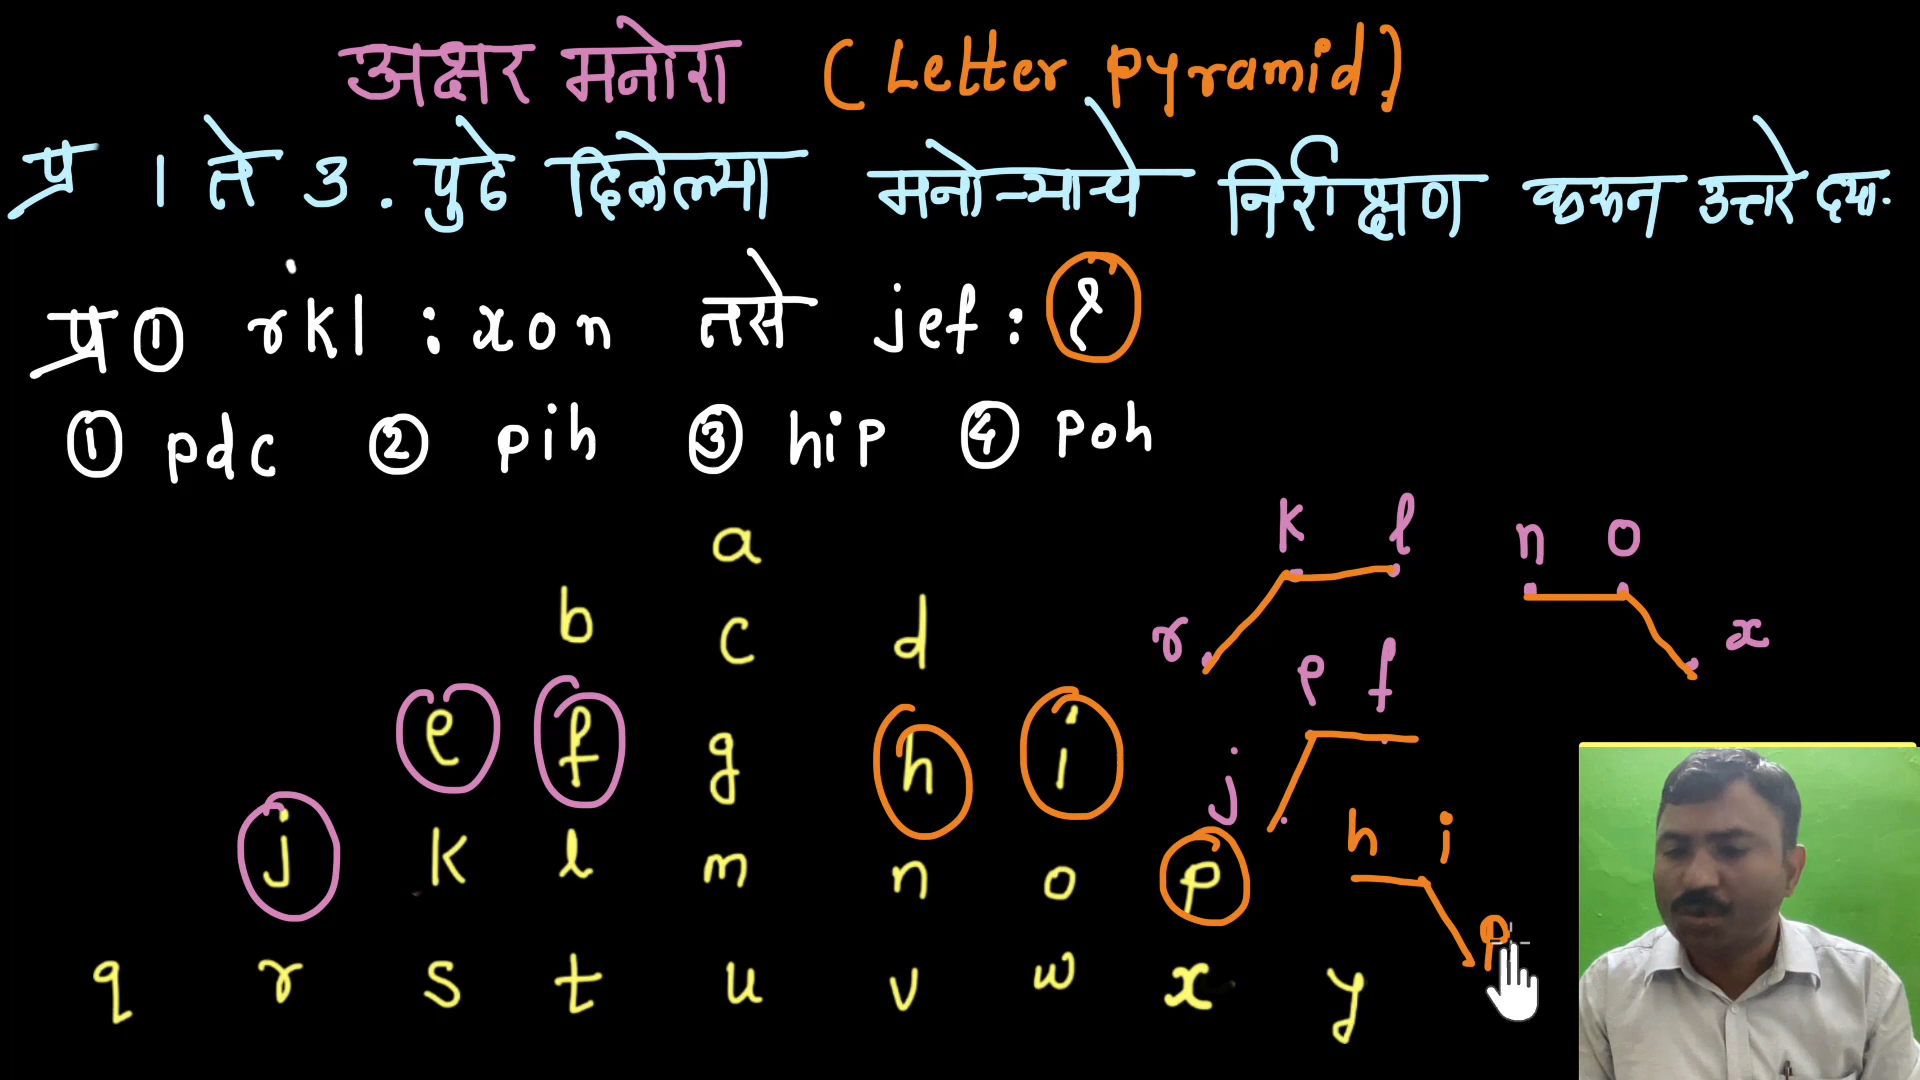 अक्षर मनोरा (Letter pyramid)
प्र 1 ते 3. पुढे दिलेल्या मनोऱ्याचे निरीक्षण करून उत्तरे द्या.
प्र ① rkl : xon तसे jef : ?
① pdc ② pih ③ hip ④ poh
a
b c d
e f g h i
j k l m n o p
q r s t u v w x y
k l
r
n o
x
e f
j
h i
p